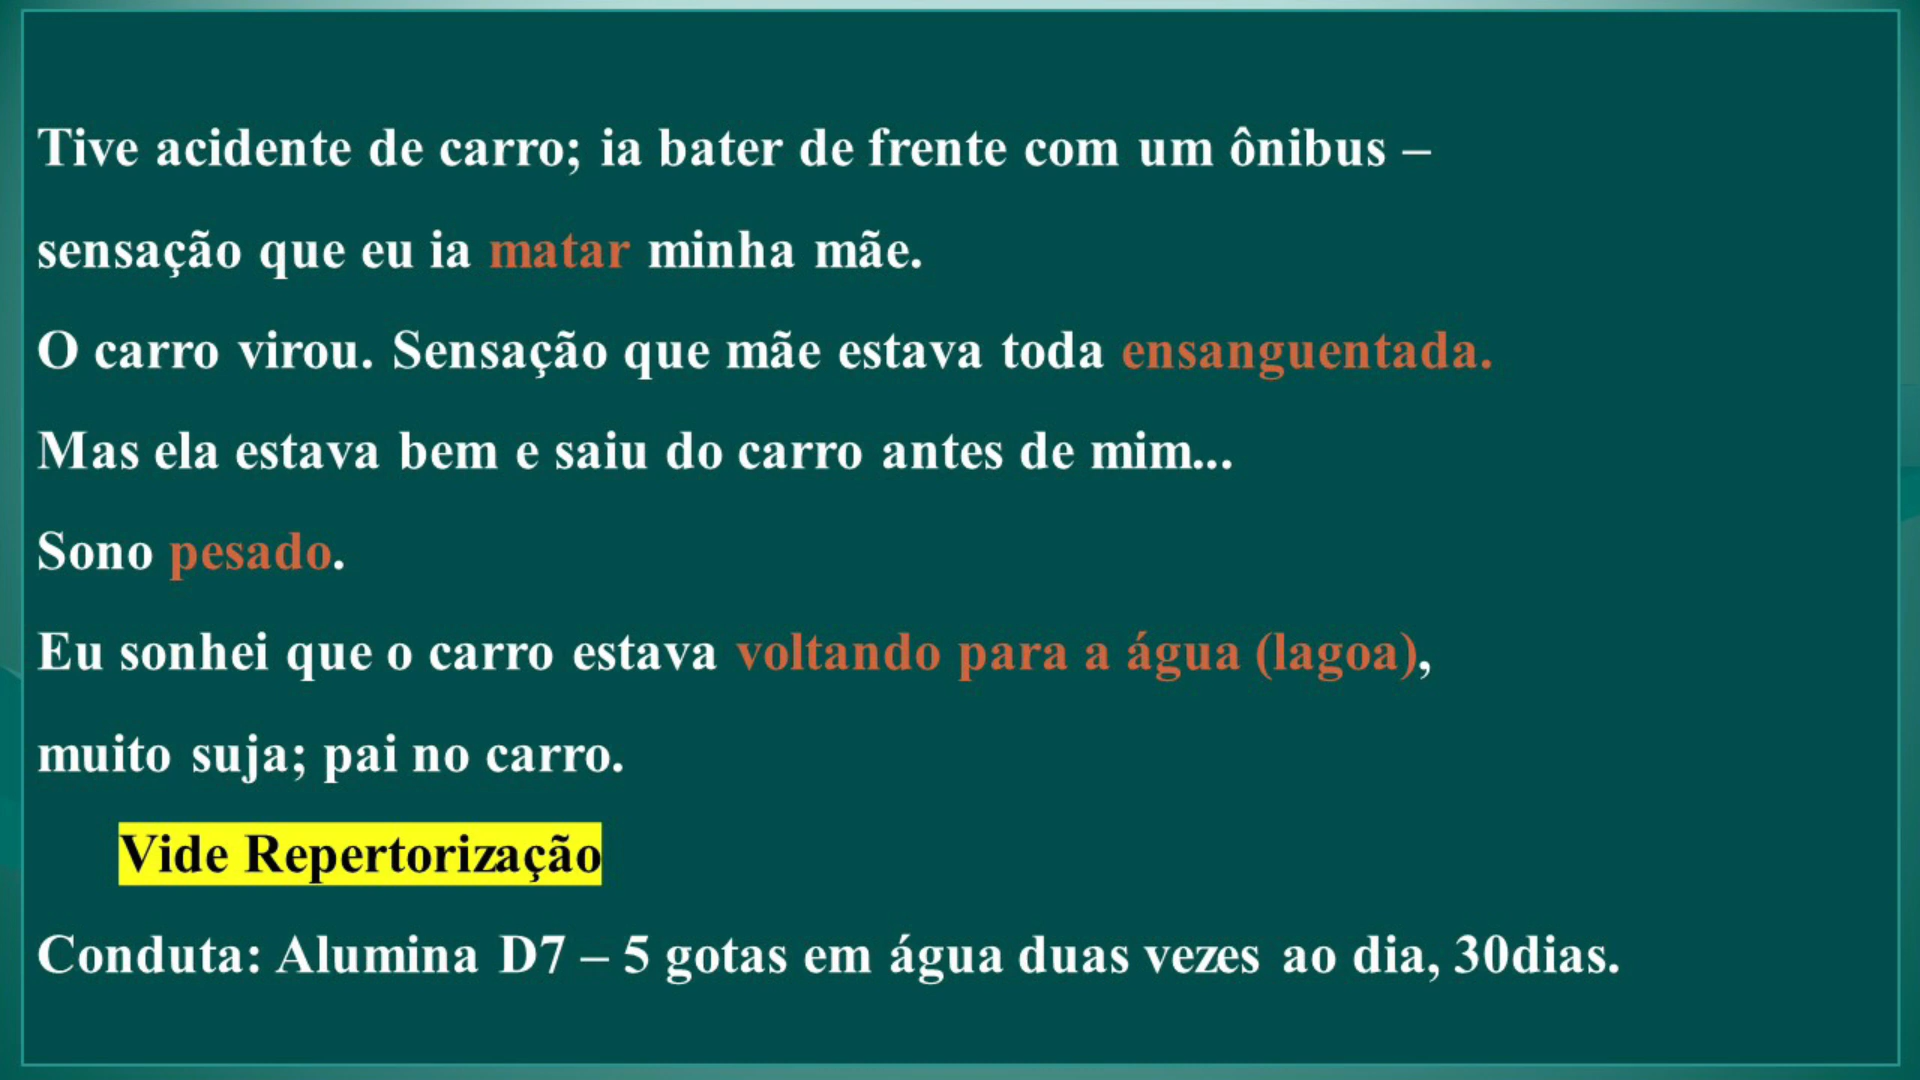 Tive acidente de carro; ia bater de frente com um ônibus –
sensação que eu ia matar minha mãe.
O carro virou. Sensação que mãe estava toda ensanguentada.
Mas ela estava bem e saiu do carro antes de mim...
Sono pesado.
Eu sonhei que o carro estava voltando para a água (lagoa),
muito suja; pai no carro.
Vide Repertorização
Conduta: Alumina D7 – 5 gotas em água duas vezes ao dia, 30dias.